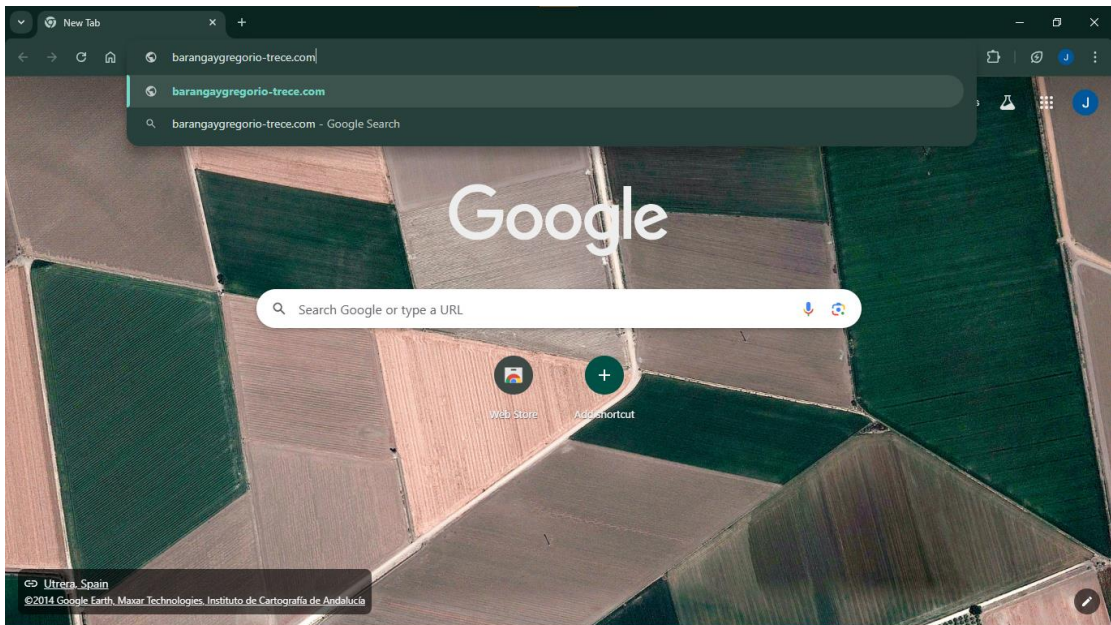 New Tab
barangaygregorio-trece.com
barangaygregorio-trece.com
barangaygregorio-trece.com - Google Search
J
J
Google
Search Google or type a URL
Web Store
Add shortcut
Utrera, Spain
©2014 Google Earth, Maxar Technologies, Instituto de Cartografía de Andalucía